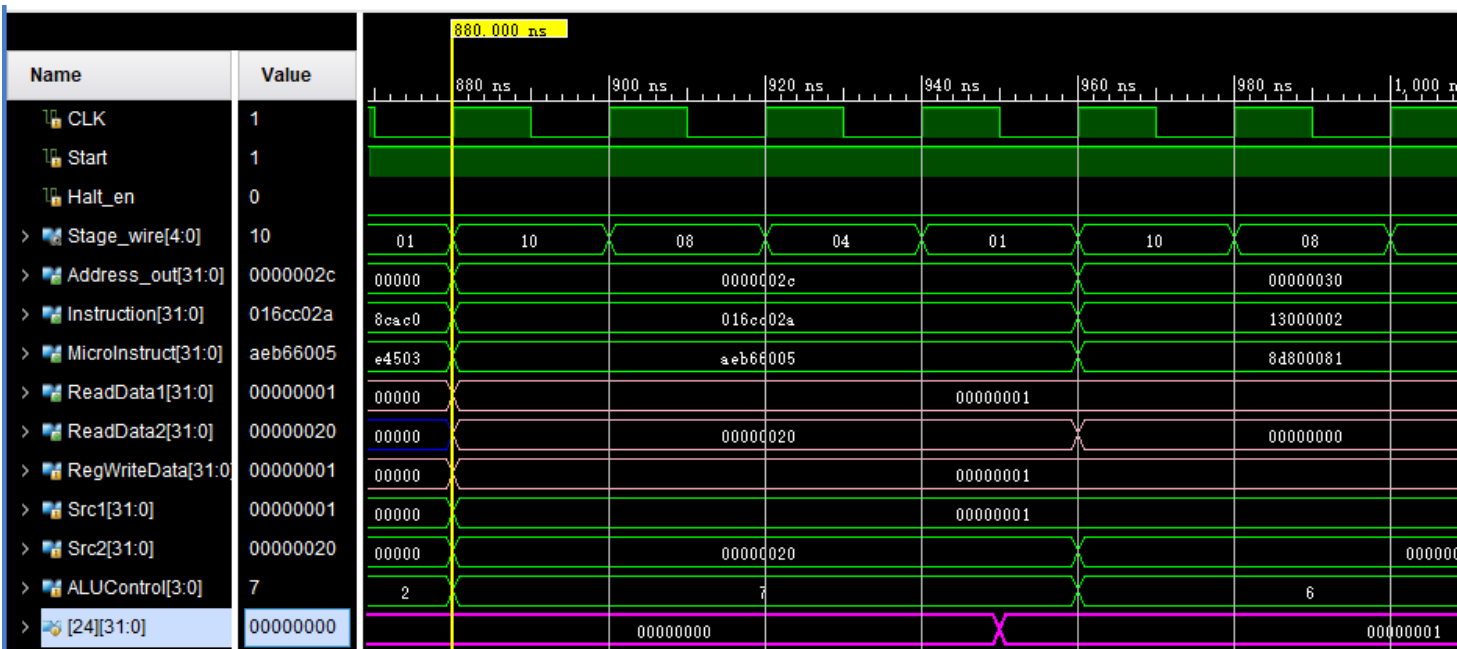 880.000 ns
Name Value
880 ns 900 ns 920 ns 940 ns 960 ns 980 ns 1,000 n
CLK 1
Start 1
Halt_en 0
Stage_wire[4:0] 10 01 10 08 04 01 10 08
Address_out[31:0] 0000002c 00000 0000002c 00000030
Instruction[31:0] 016cc02a 8cac0 016cc02a 13000002
MicroInstruct[31:0] aeb66005 e4503 aeb66005 8d800081
ReadData1[31:0] 00000001 00000 00000001
ReadData2[31:0] 00000020 00000 00000020 00000000
RegWriteData[31:0] 00000001 00000 00000001
Src1[31:0] 00000001 00000 00000001
Src2[31:0] 00000020 00000 00000020 000000
ALUControl[3:0] 7 2 7 6
[24][31:0] 00000000 00000000 00000001